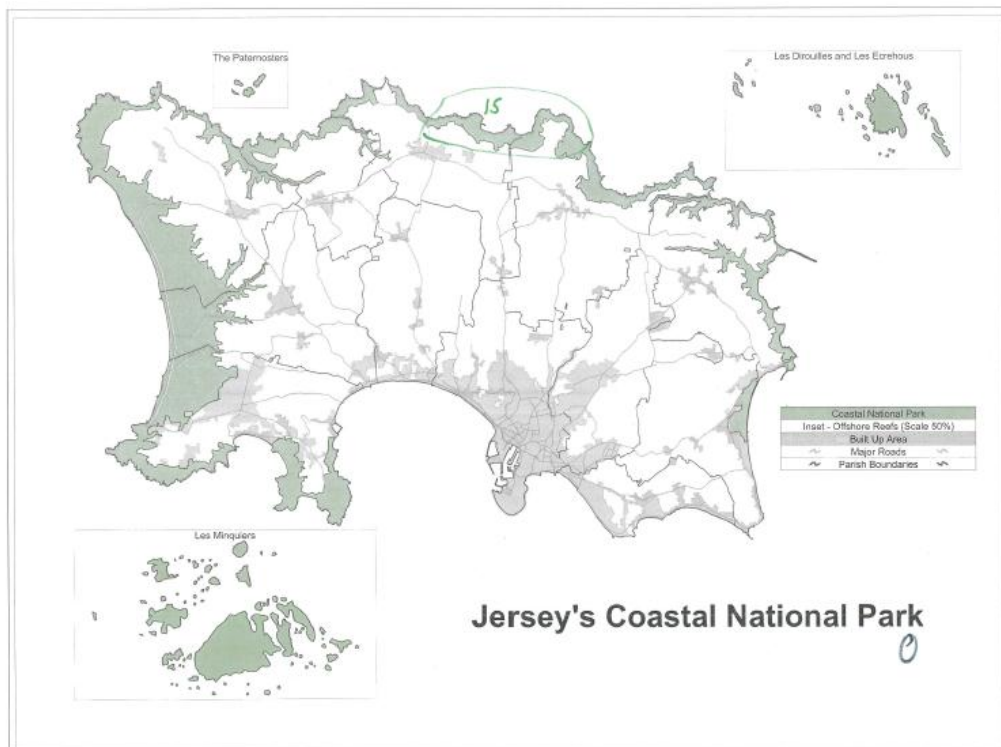 The Paternosters
Les Dirouilles and Les Ecrehous
15
Coastal National Park
Inset - Offshore Reefs (Scale 50%)
Built Up Area
Major Roads
Parish Boundaries
Les Minquiers
Jersey's Coastal National Park